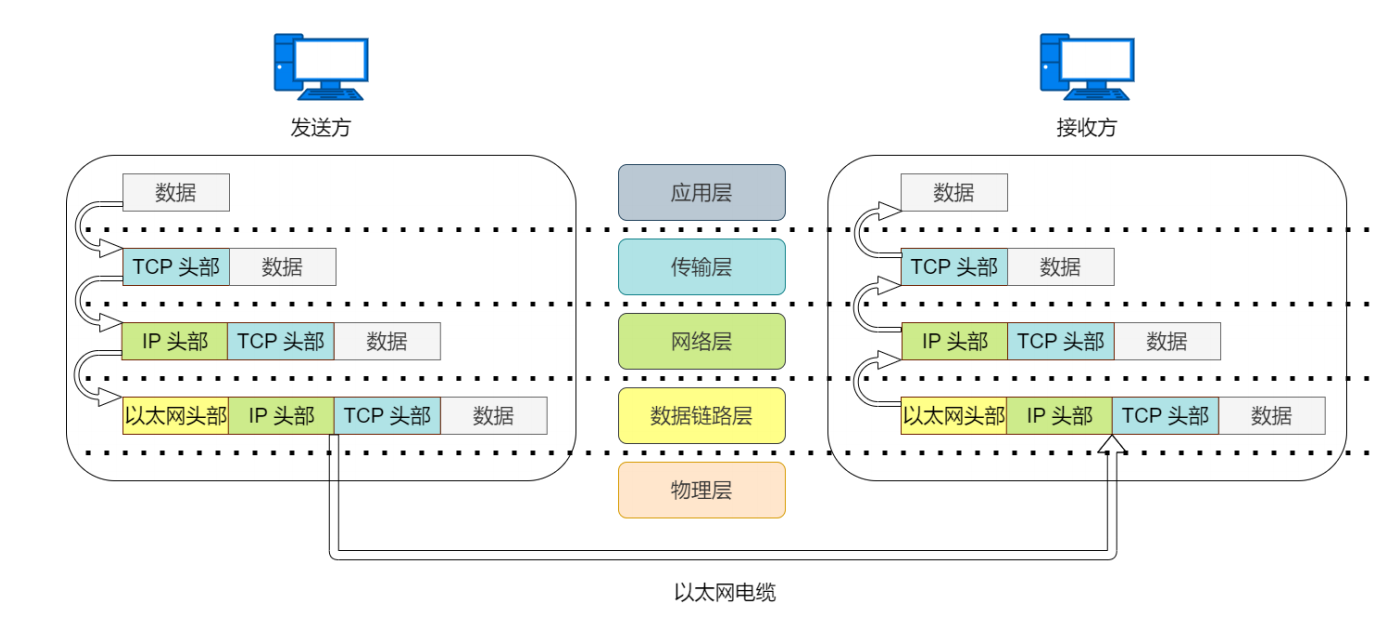 发送方
接收方
数据
应用层
数据
TCP 头部 数据
传输层
TCP 头部 数据
IP 头部 TCP 头部 数据
网络层
IP 头部 TCP 头部 数据
以太网头部 IP 头部 TCP 头部 数据
数据链路层
以太网头部 IP 头部 TCP 头部 数据
物理层
以太网电缆